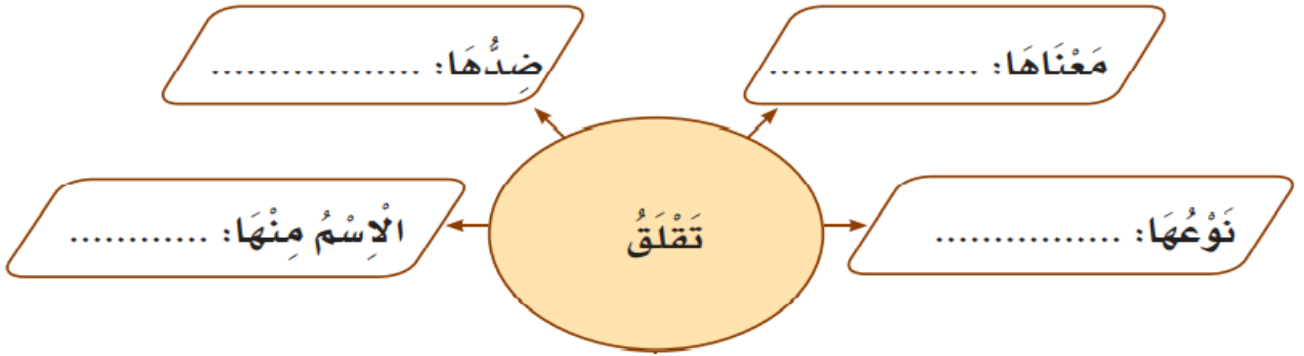 مَعْنَاهَا: ..................
ضِدُّهَا: ..................
نَوْعُهَا: ................
تَقْلَقُ
الْاِسْمُ مِنْهَا: ............